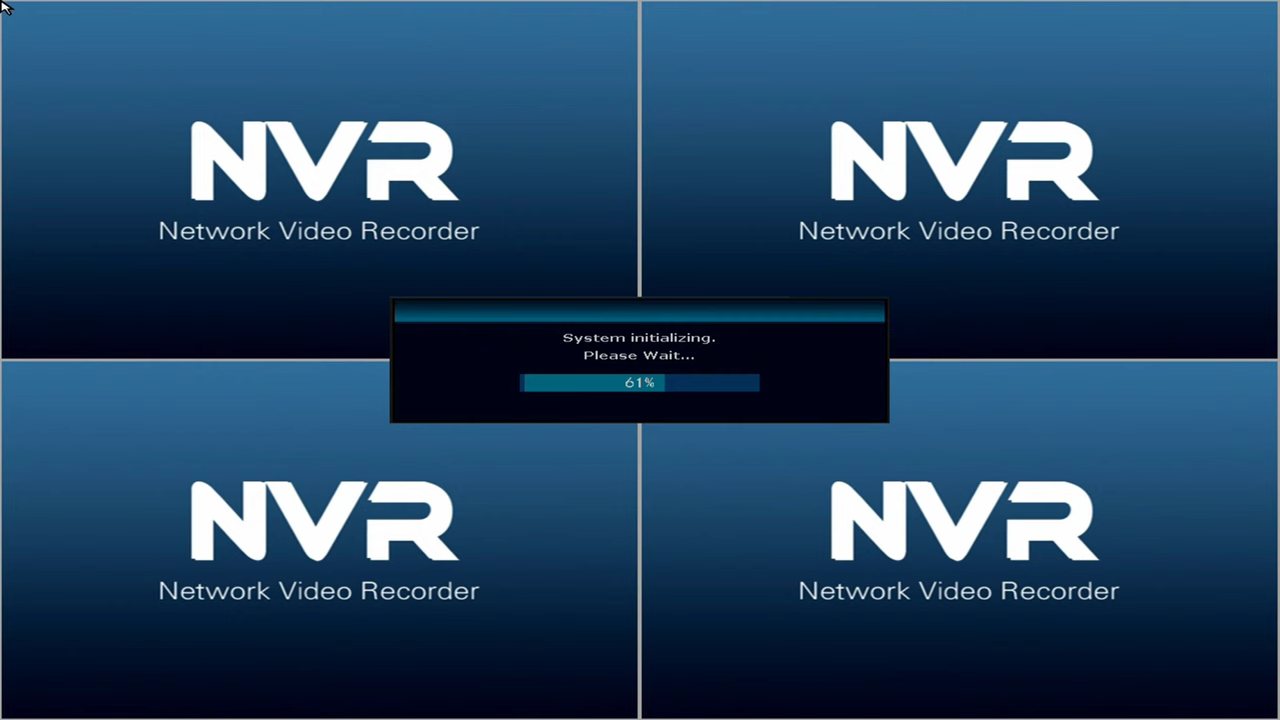 NVR
Network Video Recorder
NVR
Network Video Recorder
System initializing.
Please Wait...
61%
NVR
Network Video Recorder
NVR
Network Video Recorder